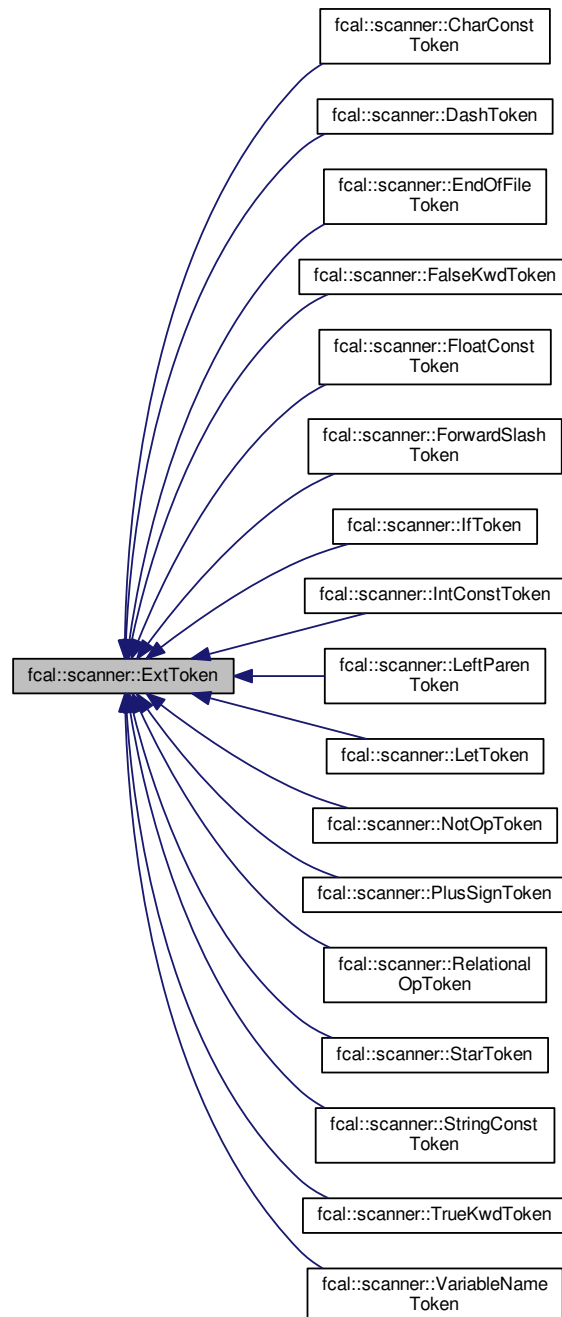 fcal::scanner::CharConst
Token
fcal::scanner::DashToken
fcal::scanner::EndOfFile
Token
fcal::scanner::FalseKwdToken
fcal::scanner::FloatConst
Token
fcal::scanner::ForwardSlash
Token
fcal::scanner::IfToken
fcal::scanner::IntConstToken
fcal::scanner::ExtToken
fcal::scanner::LeftParen
Token
fcal::scanner::LetToken
fcal::scanner::NotOpToken
fcal::scanner::PlusSignToken
fcal::scanner::Relational
OpToken
fcal::scanner::StarToken
fcal::scanner::StringConst
Token
fcal::scanner::TrueKwdToken
fcal::scanner::VariableName
Token